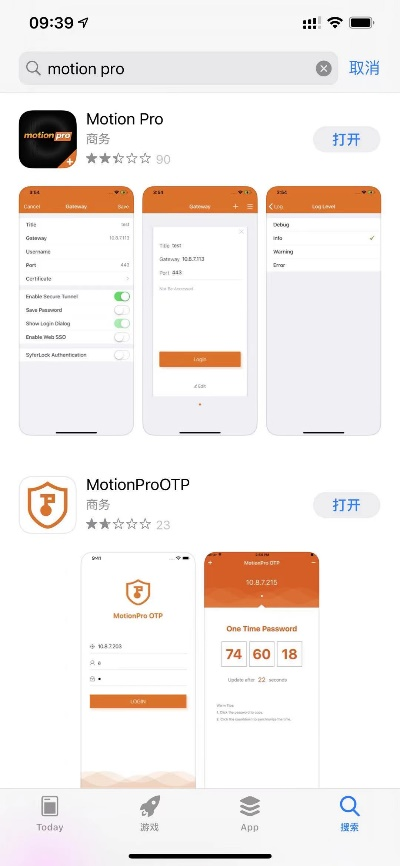 09:39
motion pro
取消
motion pro
Motion Pro
商务
90
打开
Cancel Gateway Save
Title test
Gateway 10.8.7.113
Username
Port 443
Certificate
Enable Secure Tunnel
Save Password
Show Login Dialog
Enable Web SSO
SyferLock Authentication
Gateway
Title test
Gateway 10.8.7.113
Port 443
Login
Edit
Log Log Level
Debug
Info
Warning
Error
MotionProOTP
商务
23
打开
9:41
MotionPro OTP
10.8.7.203
LOGIN
MotionPro OTP
10.8.7.215
One Time Password
74 60 18
Update after 22 seconds
Today
游戏
App
搜索